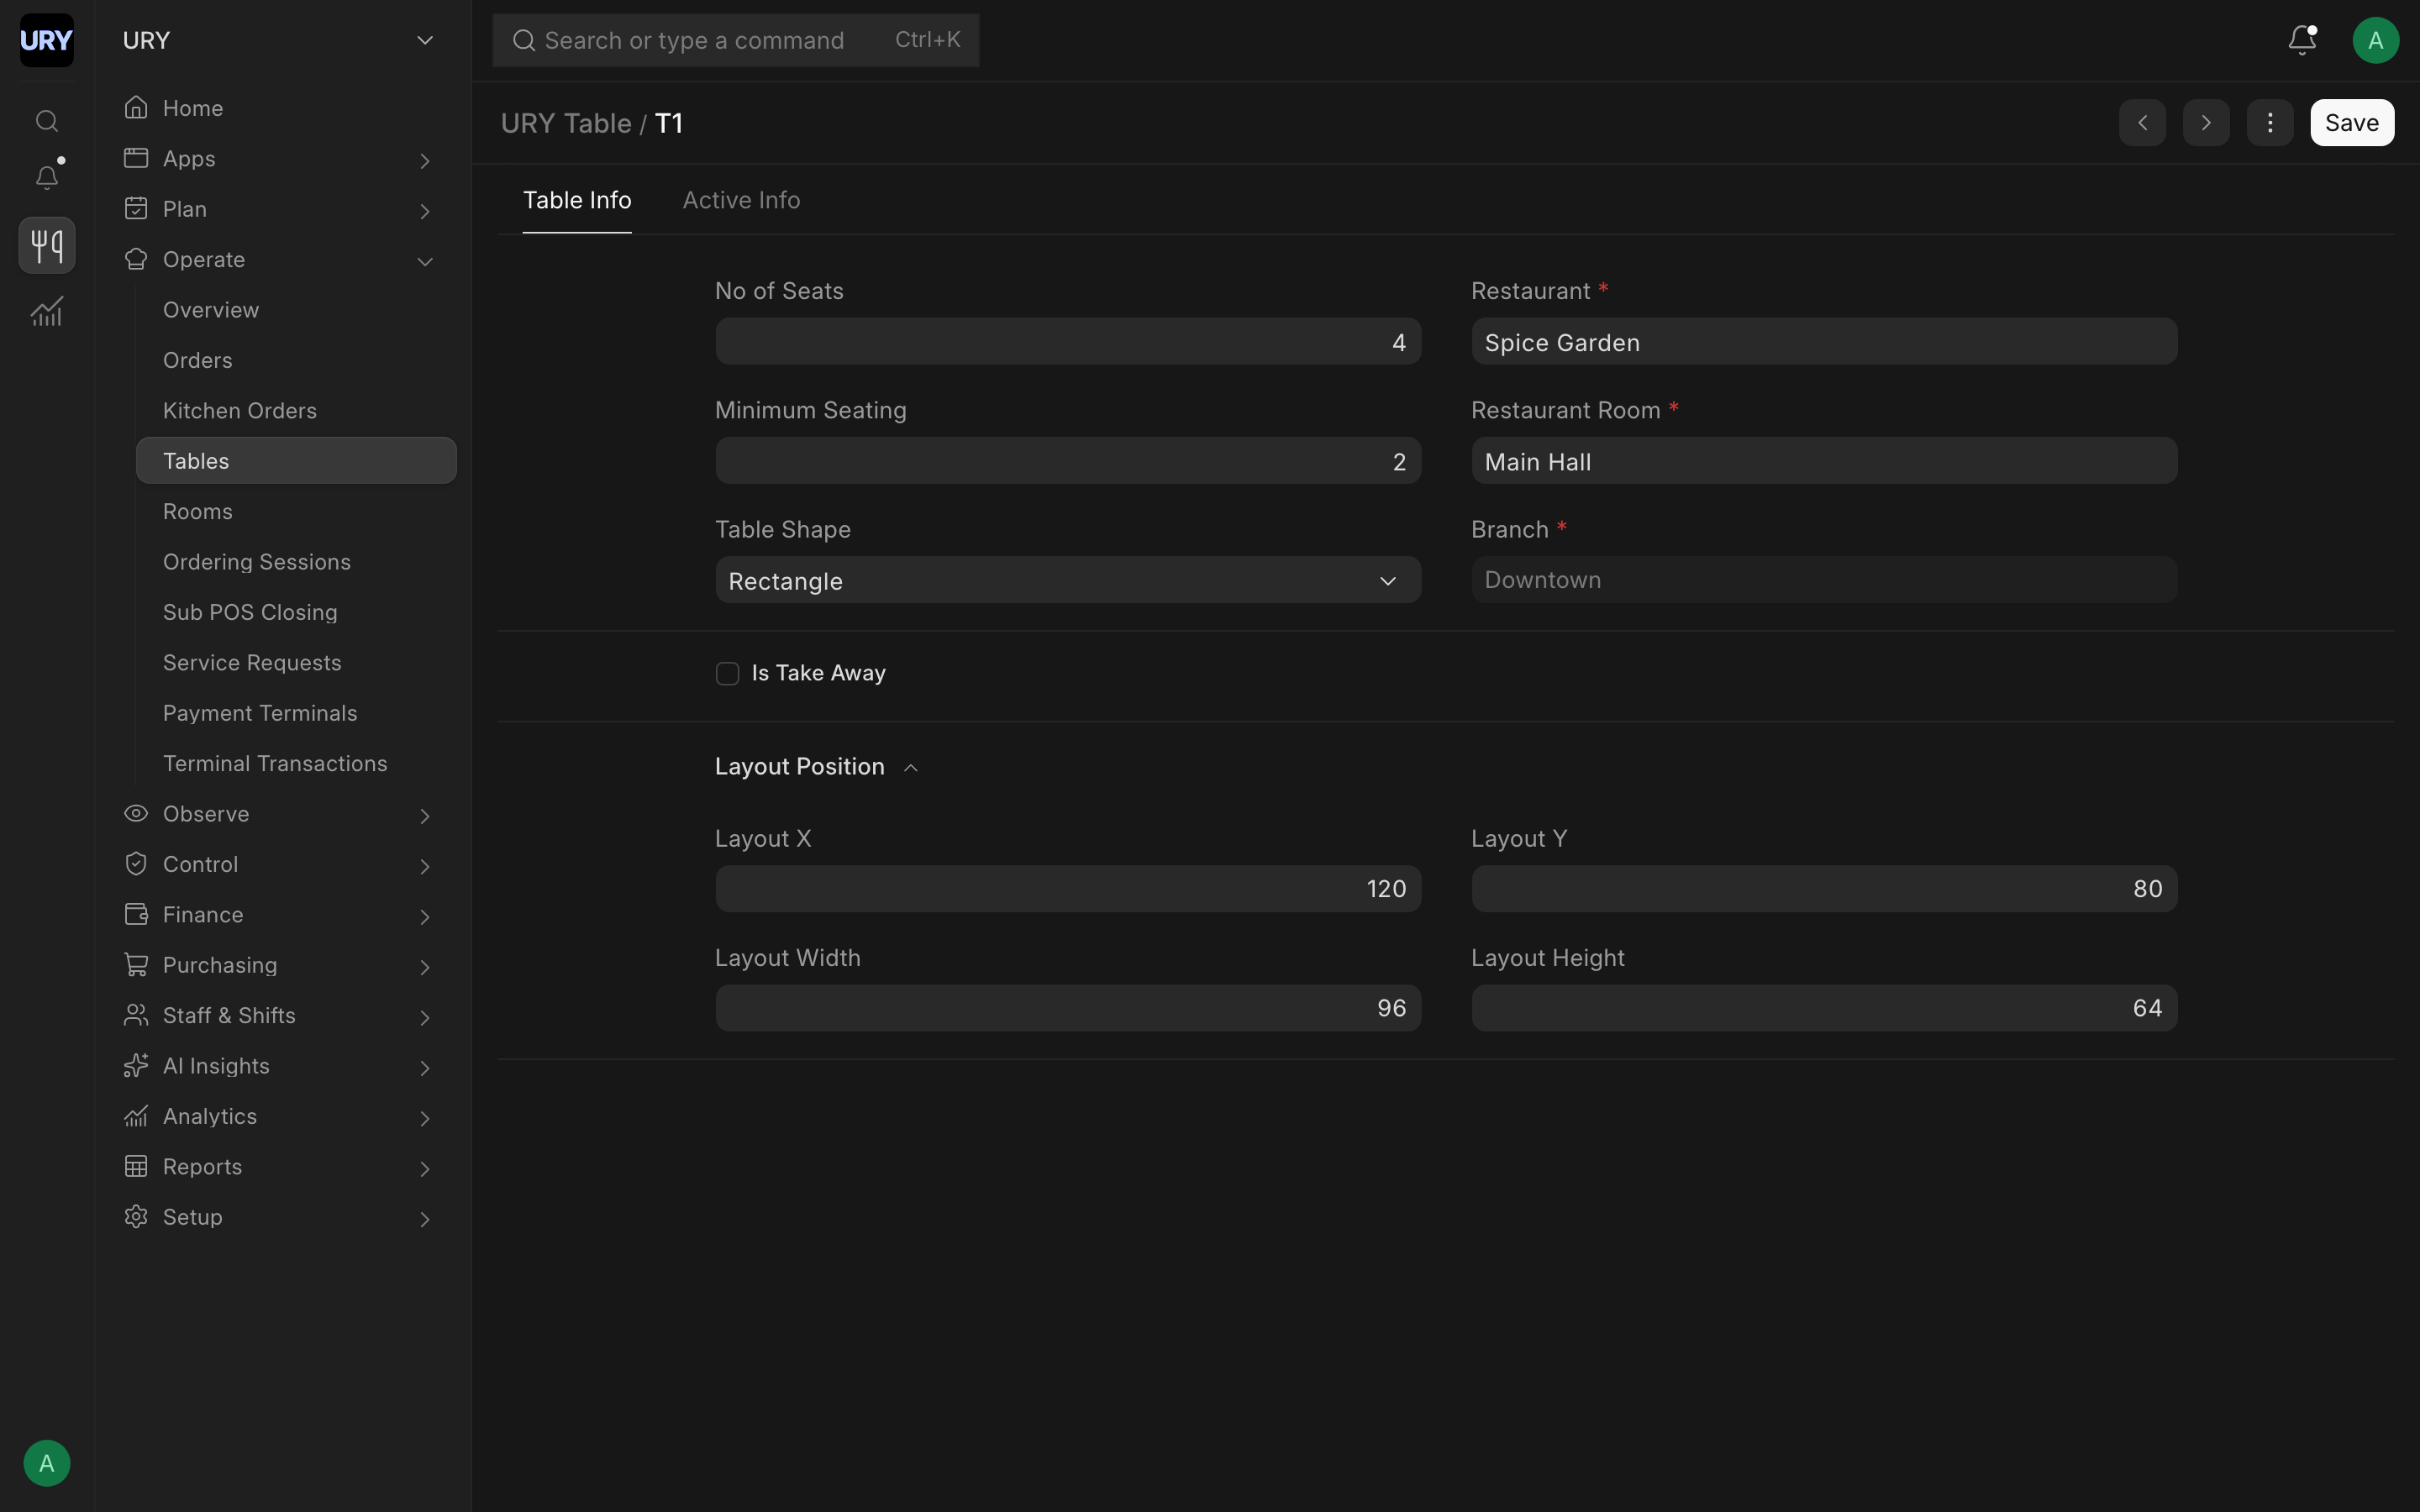 URY
URY
Home
Apps
Plan
Operate
Overview
Orders
Kitchen Orders
Tables
Rooms
Ordering Sessions
Sub POS Closing
Service Requests
Payment Terminals
Terminal Transactions
Observe
Control
Finance
Purchasing
Staff & Shifts
AI Insights
Analytics
Reports
Setup
A
Search or type a command Ctrl+K
A
URY Table / T1
Save
Table Info Active Info
No of Seats
4
Restaurant *
Spice Garden
Minimum Seating
2
Restaurant Room *
Main Hall
Table Shape
Rectangle
Branch *
Downtown
Is Take Away
Layout Position
Layout X
120
Layout Y
80
Layout Width
96
Layout Height
64